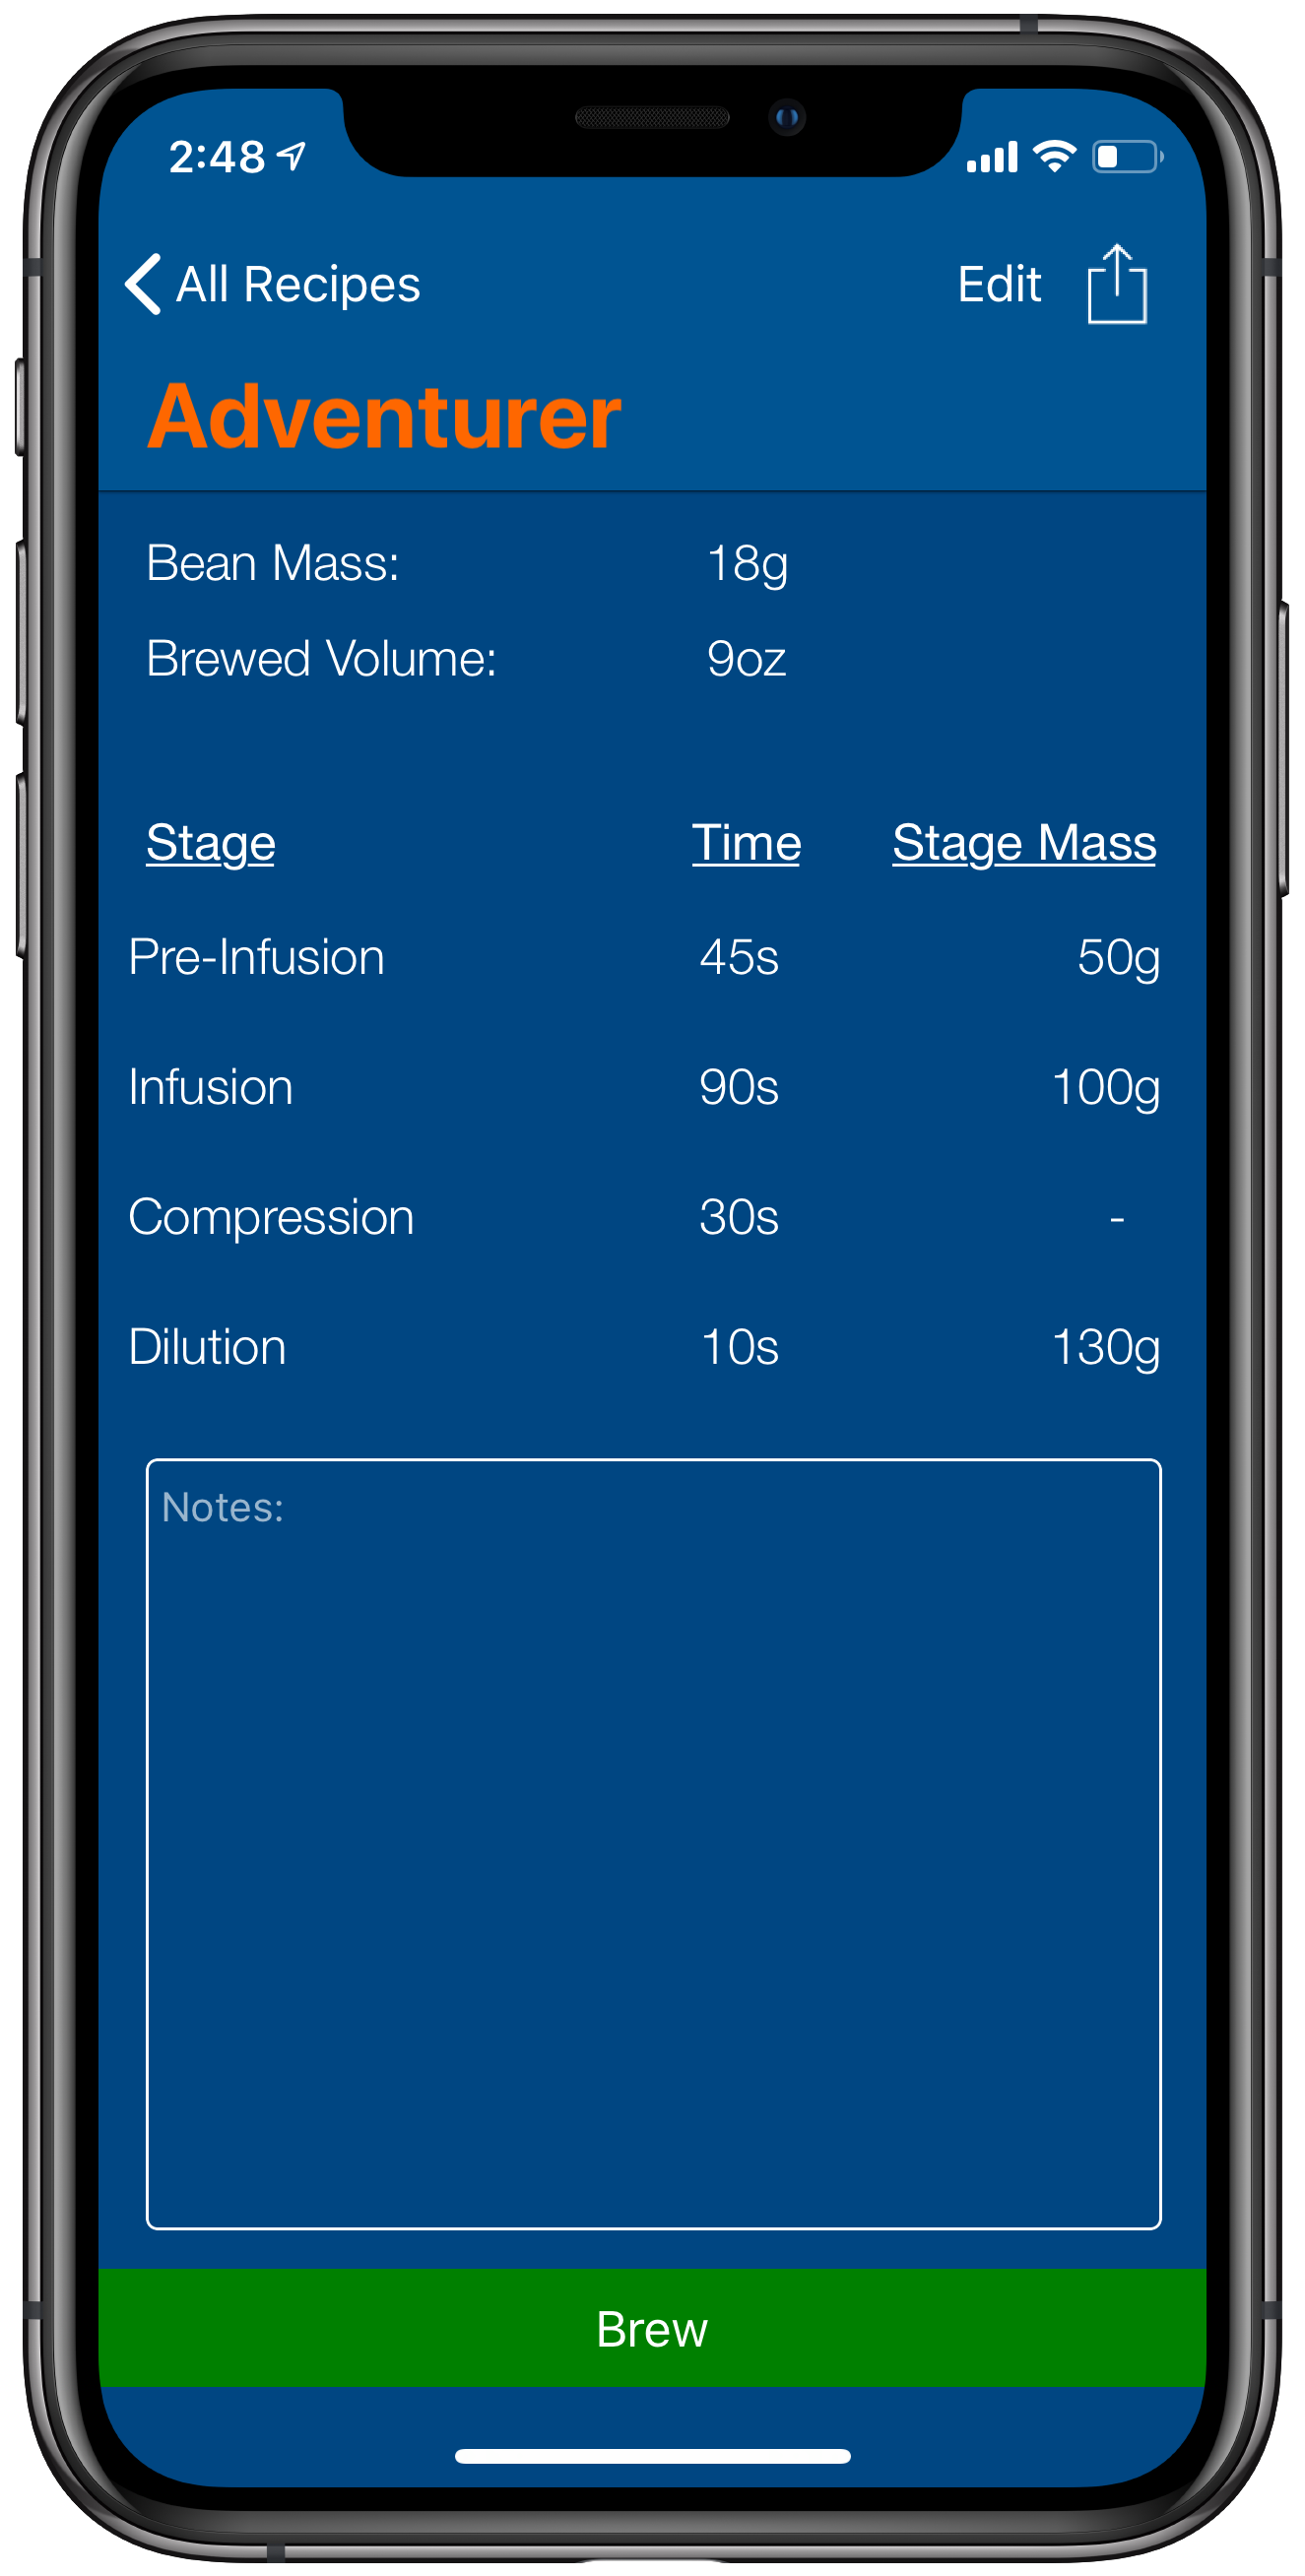 2:48
All Recipes Edit
Adventurer
Bean Mass: 18g
Brewed Volume: 9oz
Stage Time Stage Mass
Pre-Infusion 45s 50g
Infusion 90s 100g
Compression 30s -
Dilution 10s 130g
Notes:
Brew